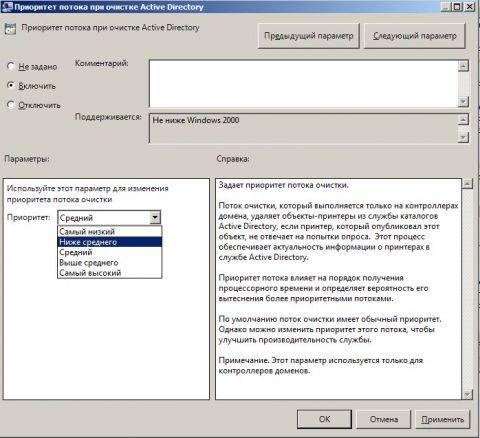 Приоритет потока при очистке Active Directory
Приоритет потока при очистке Active Directory
Предыдущий параметр
Следующий параметр
Не задано
Комментарий:
Включить
Отключить
Поддерживается:
Не ниже Windows 2000
Параметры:
Справка:
Используйте этот параметр для изменения
приоритета потока очистки
Приоритет:
Средний
Самый низкий
Ниже среднего
Средний
Выше среднего
Самый высокий
Задает приоритет потока очистки.
Поток очистки, который выполняется только на контроллерах
домена, удаляет объекты-принтеры из службы каталогов
Active Directory, если принтер, который опубликовал этот
объект, не отвечает на попытки опроса. Этот процесс
обеспечивает актуальность информации о принтерах в
службе Active Directory.
Приоритет потока влияет на порядок получения
процессорного времени и определяет вероятность его
вытеснения более приоритетными потоками.
По умолчанию поток очистки имеет обычный приоритет.
Однако можно изменить приоритет этого потока, чтобы
улучшить производительность службы.
Примечание. Этот параметр используется только для
контроллеров доменов.
ОК
Отмена
Применить